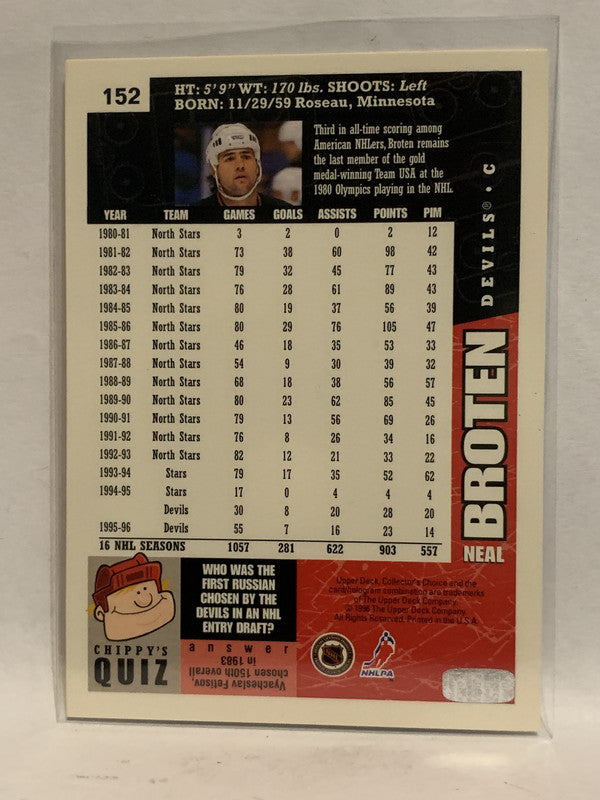 152
HT: 5'9" WT: 170 lbs. SHOOTS: Left
BORN: 11/29/59 Roseau, Minnesota
Third in all-time scoring among
American NHLers, Broten remains
the last member of the gold
medal-winning Team USA at the
1980 Olympics playing in the NHL.
YEAR TEAM GAMES GOALS ASSISTS POINTS PIM
1980-81 North Stars 3 2 0 2 12
1981-82 North Stars 73 38 60 98 42
1982-83 North Stars 79 32 45 77 43
1983-84 North Stars 76 28 61 89 43
1984-85 North Stars 80 19 37 56 39
1985-86 North Stars 80 29 76 105 47
1986-87 North Stars 46 18 35 53 33
1987-88 North Stars 54 9 30 39 32
1988-89 North Stars 68 18 38 56 57
1989-90 North Stars 80 23 62 85 45
1990-91 North Stars 79 13 56 69 26
1991-92 North Stars 76 8 26 34 16
1992-93 North Stars 82 12 21 33 22
1993-94 Stars 79 17 35 52 62
1994-95 Stars 17 0 4 4 4
Devils 30 8 20 28 20
1995-96 Devils 55 7 16 23 14
16 NHL SEASONS 1057 281 622 903 557
DEVILS® • C
NEAL BROTEN
CHIPPY'S
QUIZ
WHO WAS THE
FIRST RUSSIAN
CHOSEN BY THE
DEVILS IN AN NHL
ENTRY DRAFT?
answer
Vyacheslav Fetisov,
chosen 150th overall
in 1983
Upper Deck, Collector's Choice and the
card/hologram combination are trademarks
of The Upper Deck Company.
© 1996 The Upper Deck Company.
All Rights Reserved. Printed in the U.S.A.
NHLPA